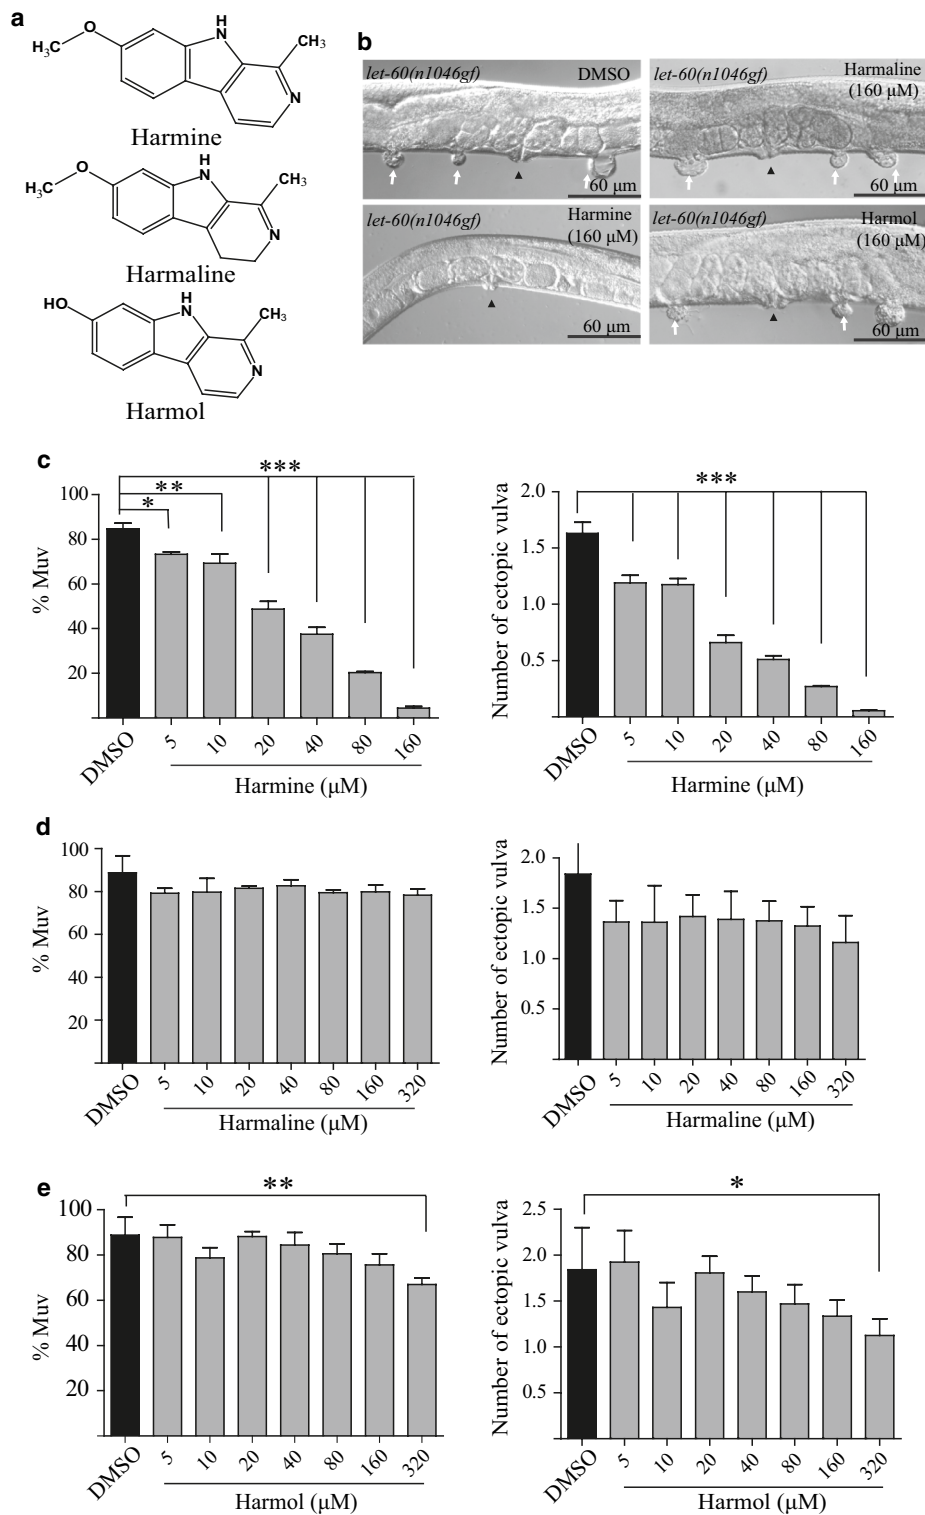 a
H₃C O N H CH₃ N
Harmine
H₃C O N H CH₃ N
Harmaline
HO N H CH₃ N
Harmol
b
let-60(n1046gf) DMSO
60 μm
let-60(n1046gf) Harmaline
(160 μM)
60 μm
let-60(n1046gf) Harmine
(160 μM)
60 μm
let-60(n1046gf) Harmol
(160 μM)
60 μm
c
% Muv
100
80
60
40
20
* ** ***
DMSO 5 10 20 40 80 160
Harmine (μM)
Number of ectopic vulva
2.0
1.5
1.0
0.5
***
DMSO 5 10 20 40 80 160
Harmine (μM)
d
% Muv
100
80
60
40
20
DMSO 5 10 20 40 80 160 320
Harmaline (μM)
Number of ectopic vulva
2.0
1.5
1.0
0.5
DMSO 5 10 20 40 80 160 320
Harmaline (μM)
e
% Muv
100
80
60
40
20
**
DMSO 5 10 20 40 80 160 320
Harmol (μM)
Number of ectopic vulva
2.5
2.0
1.5
1.0
0.5
*
DMSO 5 10 20 40 80 160 320
Harmol (μM)